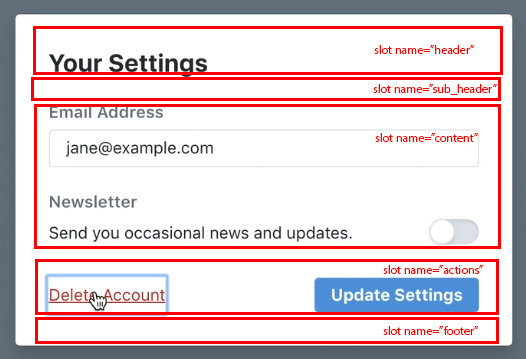 slot name="header"
Your Settings
slot name="sub_header"
Email Address
slot name="content"
jane@example.com
Newsletter
Send you occasional news and updates.
slot name="actions"
Delete Account
Update Settings
slot name="footer"